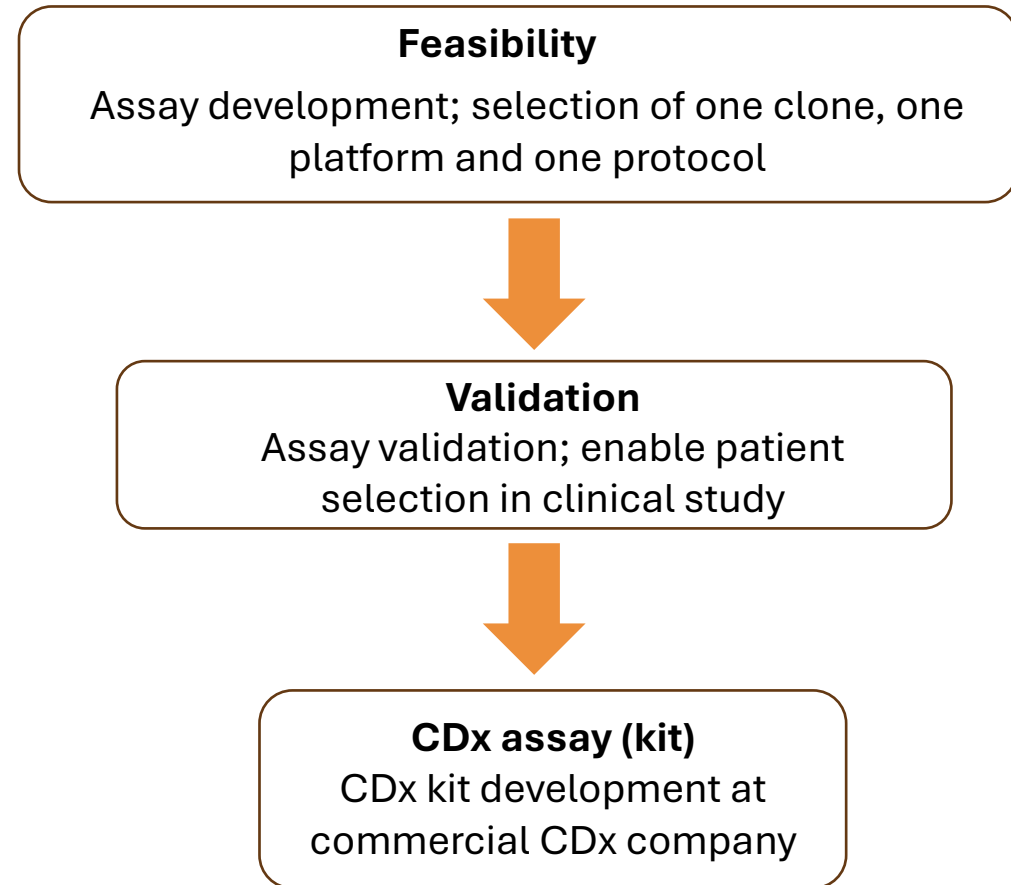 Feasibility
Assay development; selection of one clone, one
platform and one protocol
Validation
Assay validation; enable patient
selection in clinical study
CDx assay (kit)
CDx kit development at
commercial CDx company